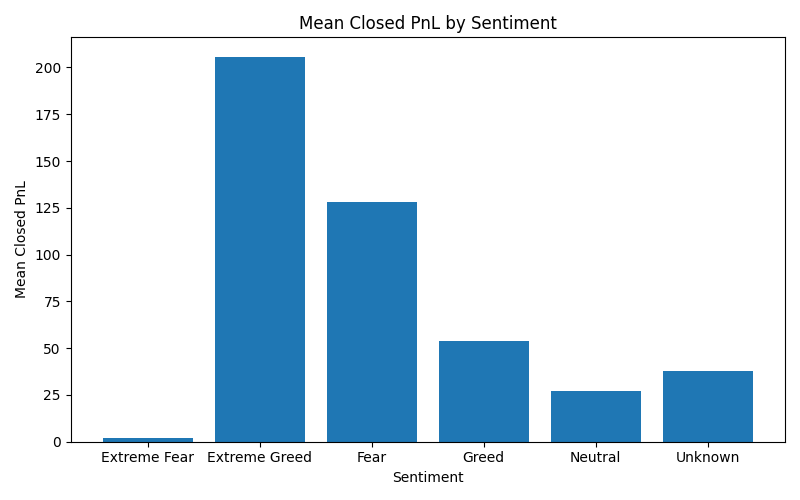 Mean Closed PnL by Sentiment
Mean Closed PnL
200
175
150
125
100
75
50
25
0
Extreme Fear Extreme Greed Fear Greed Neutral Unknown
Sentiment